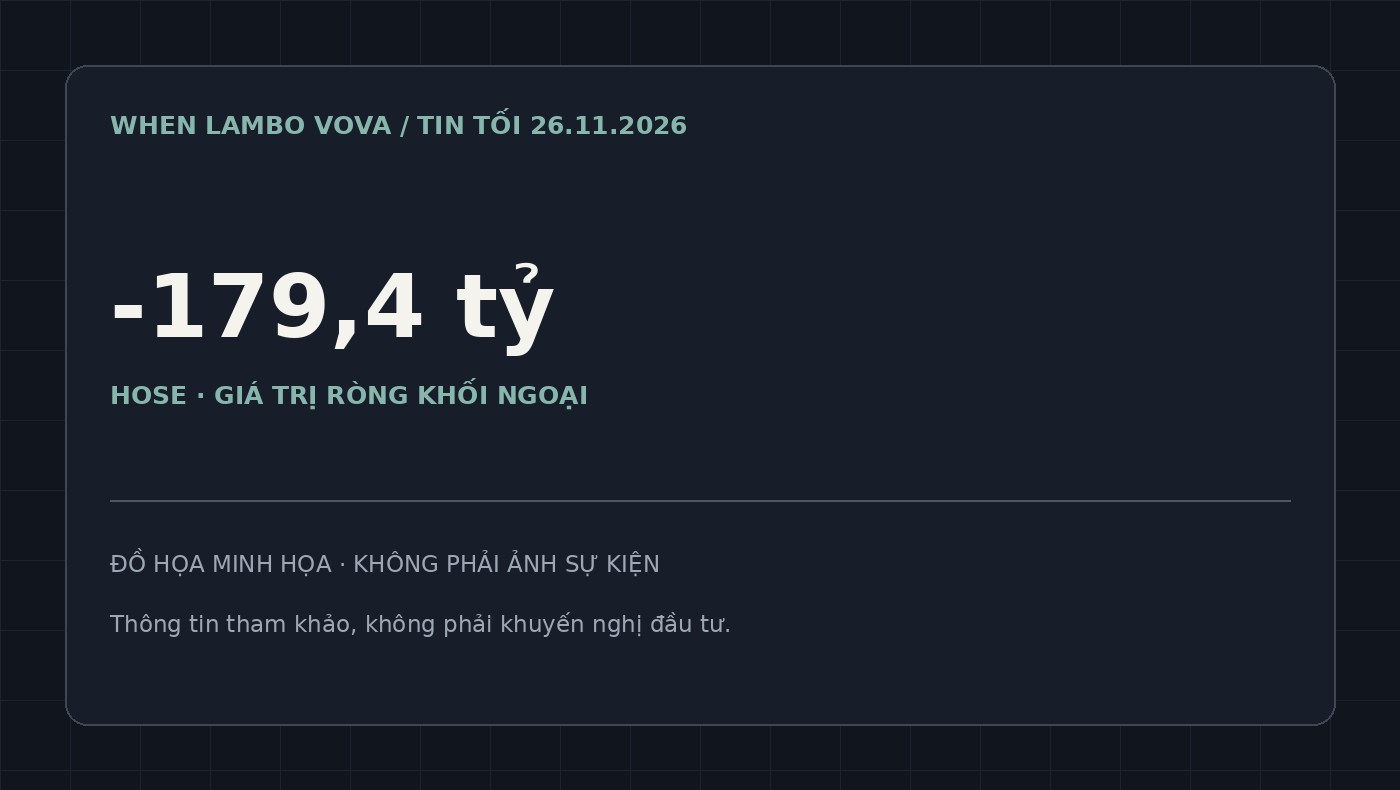 WHEN LAMBO VOVA / TIN TỐI 26.11.2026
-179,4 tỷ
HOSE · GIÁ TRỊ RÒNG KHỐI NGOẠI
ĐỒ HỌA MINH HỌA · KHÔNG PHẢI ẢNH SỰ KIỆN
Thông tin tham khảo, không phải khuyến nghị đầu tư.